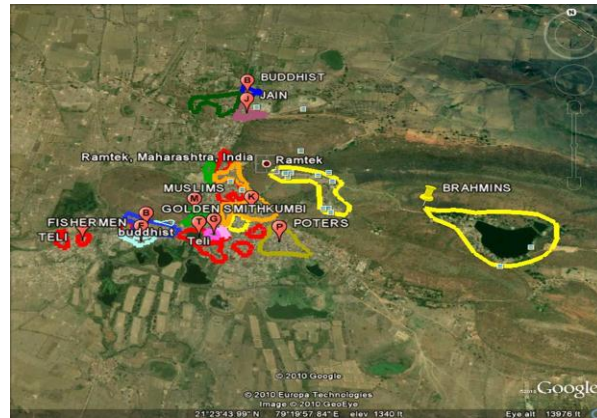 N
B
BUDDHIST
J
JAIN
Ramtek, Maharashtra, India
Ramtek
MUSLIMS
M
K
BRAHMINS
GOLDEN SMITH
KUMBI
B
FISHERMEN
F
T
G
P
POTERS
TELI
buddhist
Teli
© 2010 Google
© 2010 Europa Technologies
Image © 2010 GeoEye
©2010 Google
21°23'43.99" N
79°19'57.84" E
elev 1340 ft
Eye alt 13976 ft